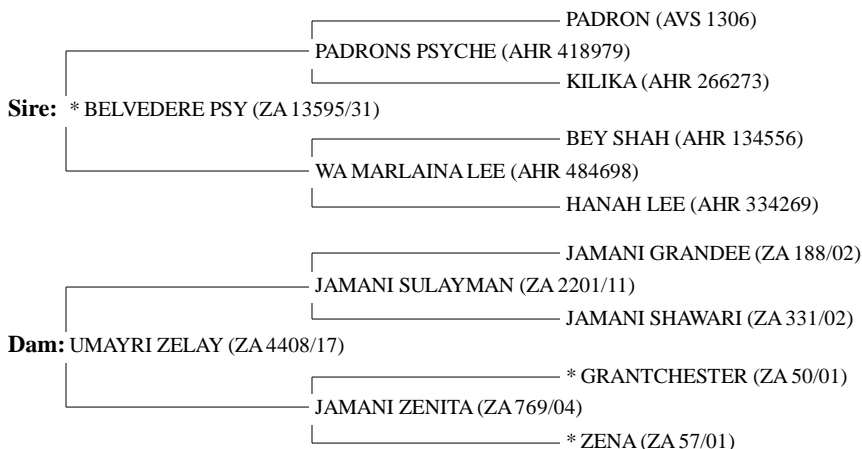 PADRON (AVS 1306)
PADRONS PSYCHE (AHR 418979)
KILIKA (AHR 266273)
Sire: * BELVEDERE PSY (ZA 13595/31)
BEY SHAH (AHR 134556)
WA MARLAINA LEE (AHR 484698)
HANAH LEE (AHR 334269)
JAMANI GRANDEE (ZA 188/02)
JAMANI SULAYMAN (ZA 2201/11)
JAMANI SHAWARI (ZA 331/02)
Dam: UMAYRI ZELAY (ZA 4408/17)
* GRANTCHESTER (ZA 50/01)
JAMANI ZENITA (ZA 769/04)
* ZENA (ZA 57/01)